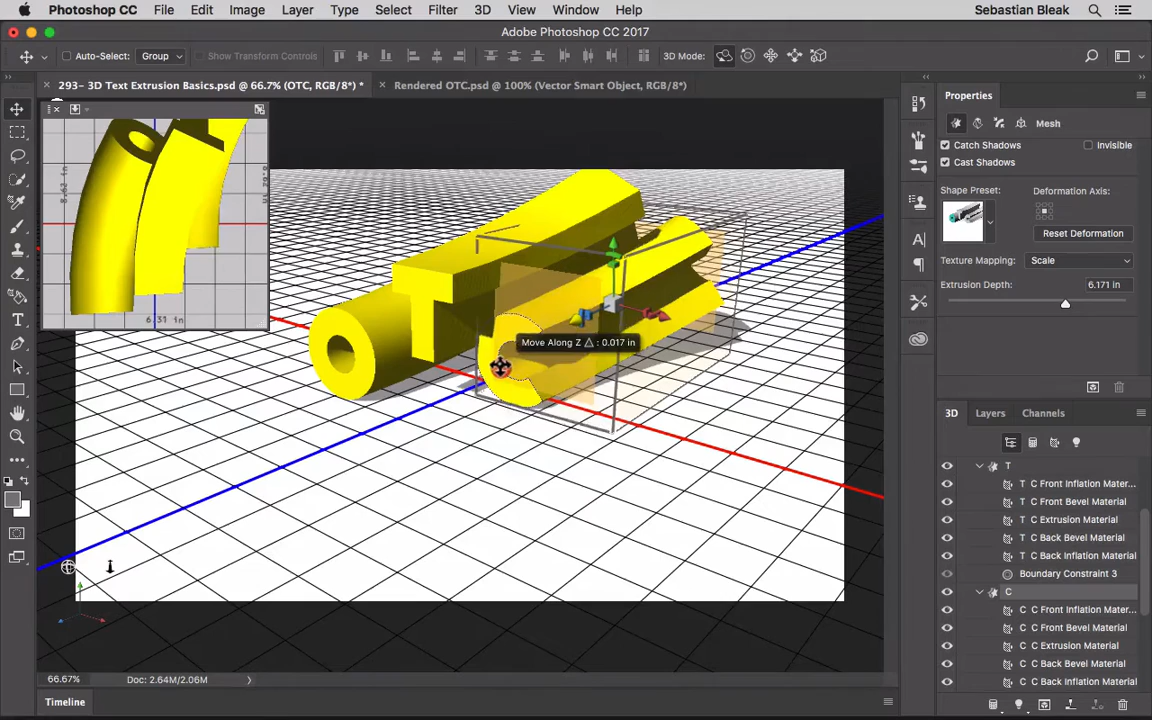 Photoshop CC File Edit Image Layer Type Select Filter 3D View Window Help Sebastian Bleak
Adobe Photoshop CC 2017
Auto-Select: Group Show Transform Controls 3D Mode:
293- 3D Text Extrusion Basics.psd @ 66.7% (OTC, RGB/8*) * Rendered OTC.psd @ 100% (Vector Smart Object, RGB/8*)
Properties
Mesh
Catch Shadows Invisible
Cast Shadows
Shape Preset: Deformation Axis:
Reset Deformation
Texture Mapping: Scale
Extrusion Depth: 6.171 in
6.31 in
Move Along Z △ : 0.017 in
3D Layers Channels
T
T C Front Inflation Mater...
T C Front Bevel Material
T C Extrusion Material
T C Back Bevel Material
T C Back Inflation Material
Boundary Constraint 3
C
C C Front Inflation Mater...
C C Front Bevel Material
C C Extrusion Material
C C Back Bevel Material
C C Back Inflation Material
66.67% Doc: 2.64M/2.06M
Timeline